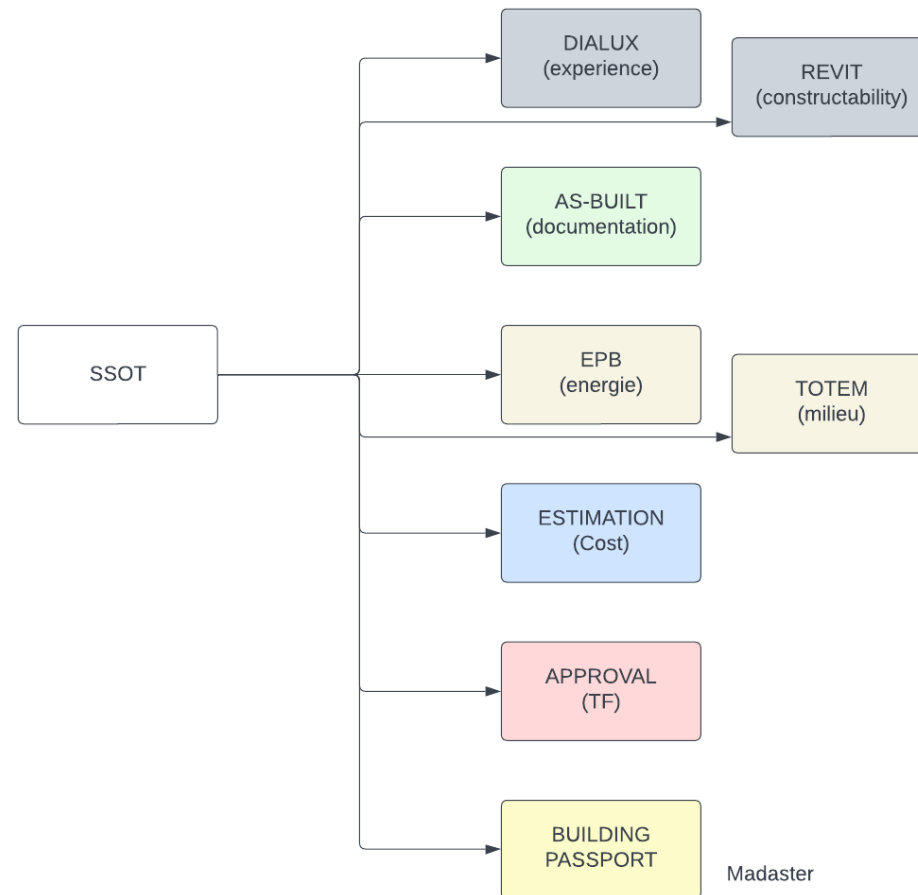 DIALUX
(experience)
REVIT
(constructability)
AS-BUILT
(documentation)
SSOT
EPB
(energie)
TOTEM
(milieu)
ESTIMATION
(Cost)
APPROVAL
(TF)
BUILDING
PASSPORT
Madaster